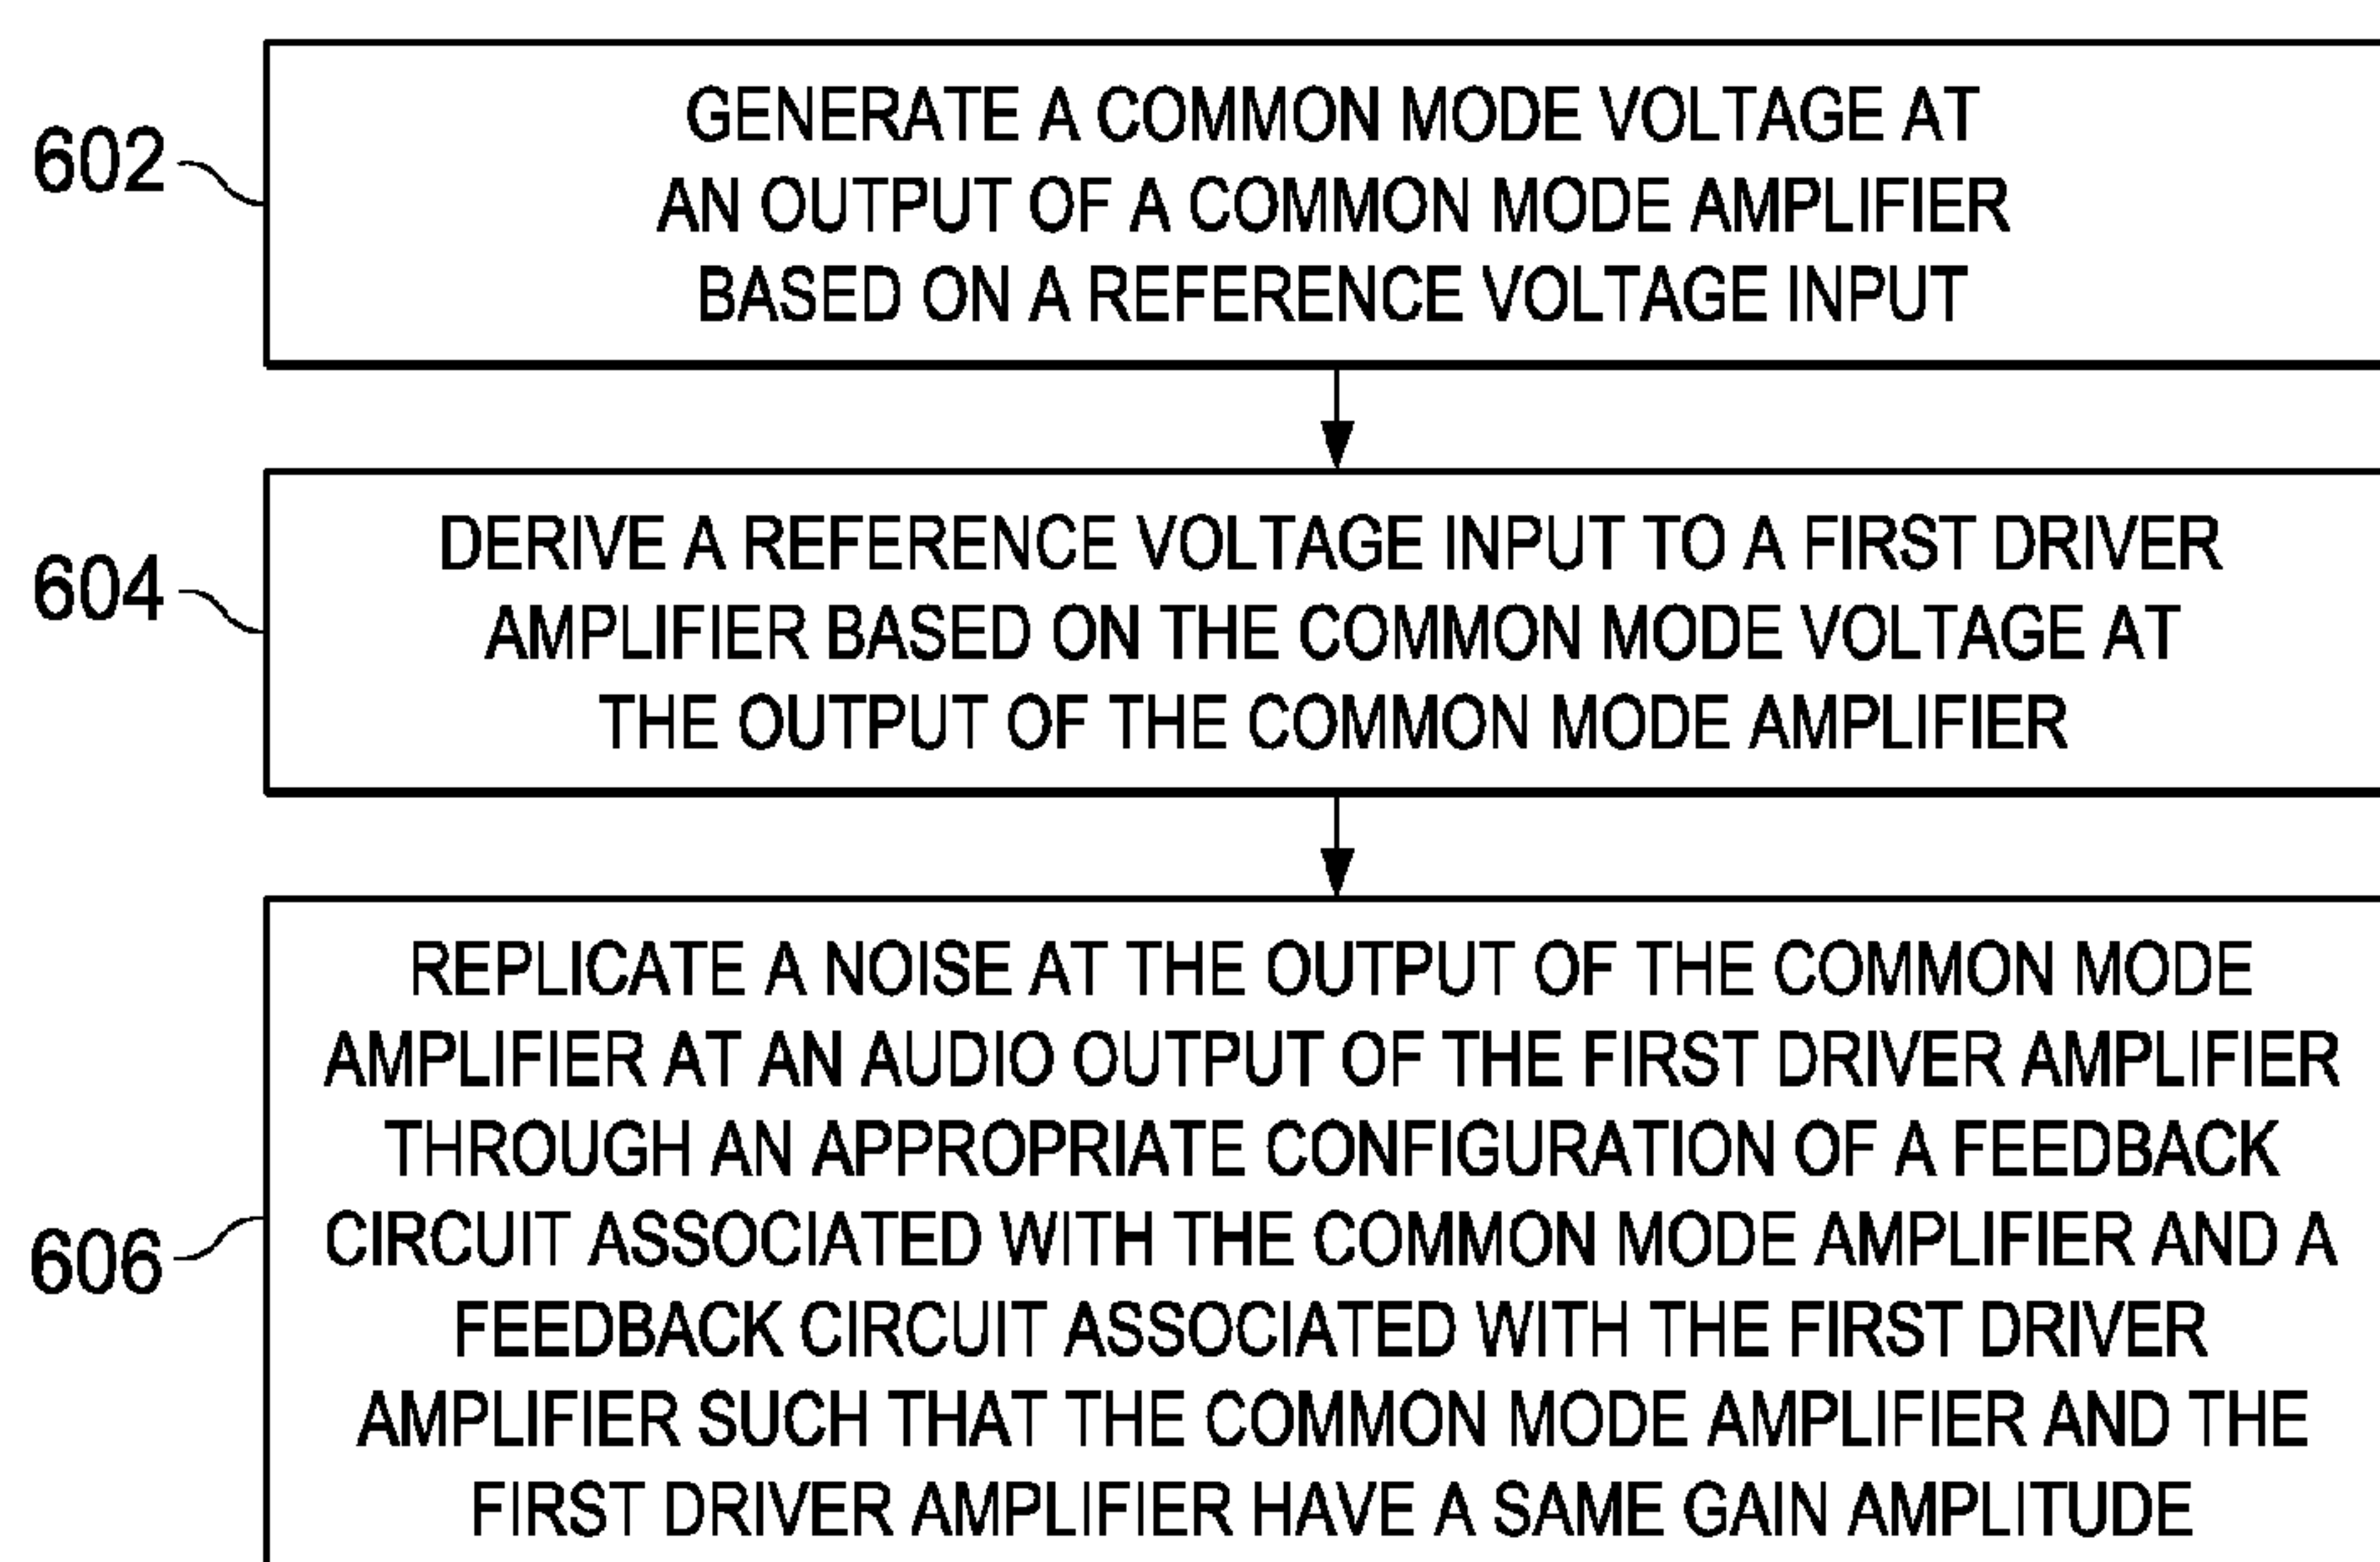 602
GENERATE A COMMON MODE VOLTAGE AT
AN OUTPUT OF A COMMON MODE AMPLIFIER
BASED ON A REFERENCE VOLTAGE INPUT
604
DERIVE A REFERENCE VOLTAGE INPUT TO A FIRST DRIVER
AMPLIFIER BASED ON THE COMMON MODE VOLTAGE AT
THE OUTPUT OF THE COMMON MODE AMPLIFIER
606
REPLICATE A NOISE AT THE OUTPUT OF THE COMMON MODE
AMPLIFIER AT AN AUDIO OUTPUT OF THE FIRST DRIVER AMPLIFIER
THROUGH AN APPROPRIATE CONFIGURATION OF A FEEDBACK
CIRCUIT ASSOCIATED WITH THE COMMON MODE AMPLIFIER AND A
FEEDBACK CIRCUIT ASSOCIATED WITH THE FIRST DRIVER
AMPLIFIER SUCH THAT THE COMMON MODE AMPLIFIER AND THE
FIRST DRIVER AMPLIFIER HAVE A SAME GAIN AMPLITUDE